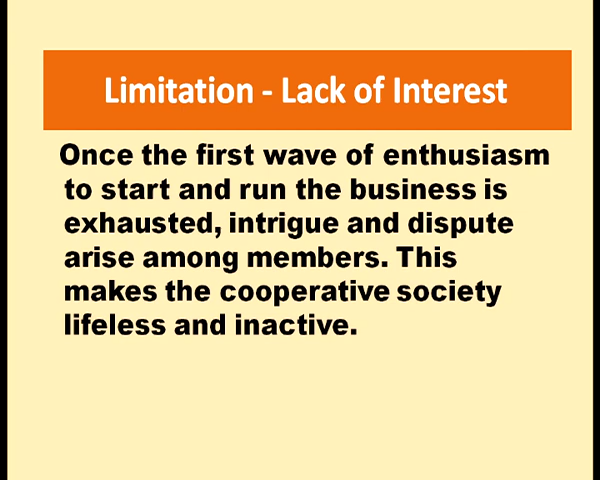 Limitation - Lack of Interest
Once the first wave of enthusiasm
to start and run the business is
exhausted, intrigue and dispute
arise among members. This
makes the cooperative society
lifeless and inactive.